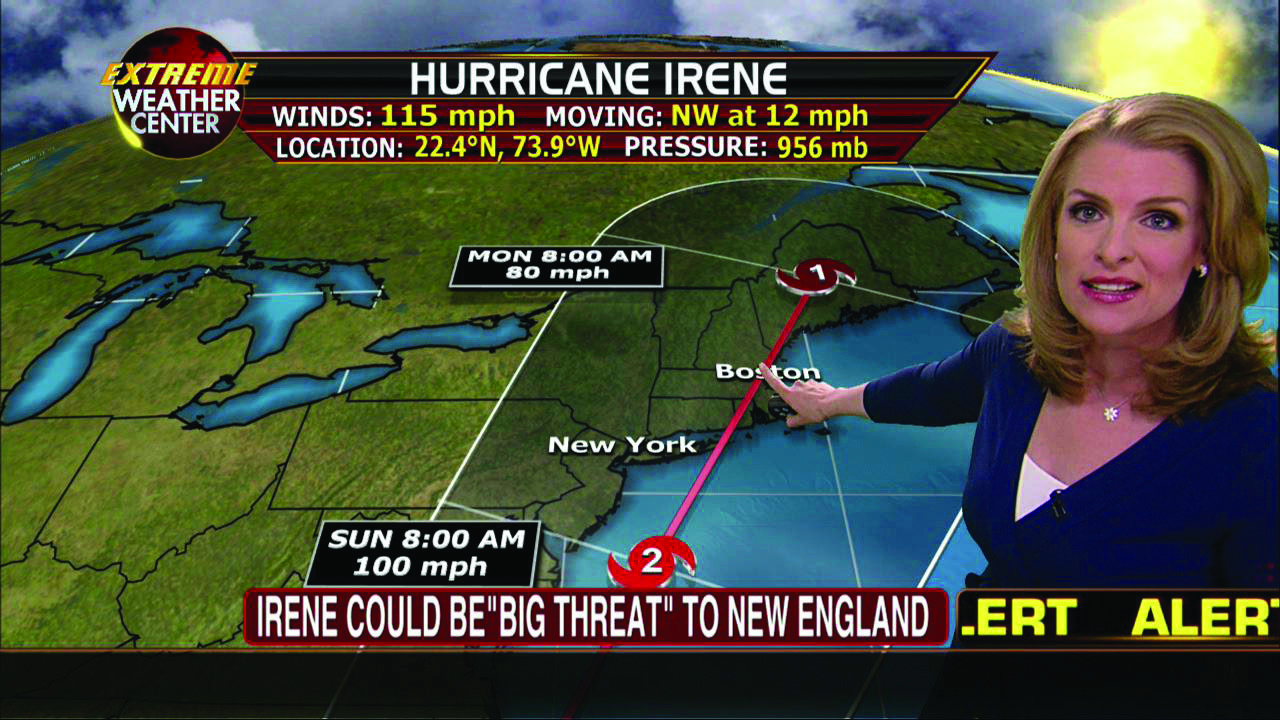 EXTREME
WEATHER
CENTER
HURRICANE IRENE
WINDS: 115 mph MOVING: NW at 12 mph
LOCATION: 22.4°N, 73.9°W PRESSURE: 956 mb
MON 8:00 AM
80 mph
1
Boston
New York
SUN 8:00 AM
100 mph
2
IRENE COULD BE"BIG THREAT" TO NEW ENGLAND
.ERT ALERT